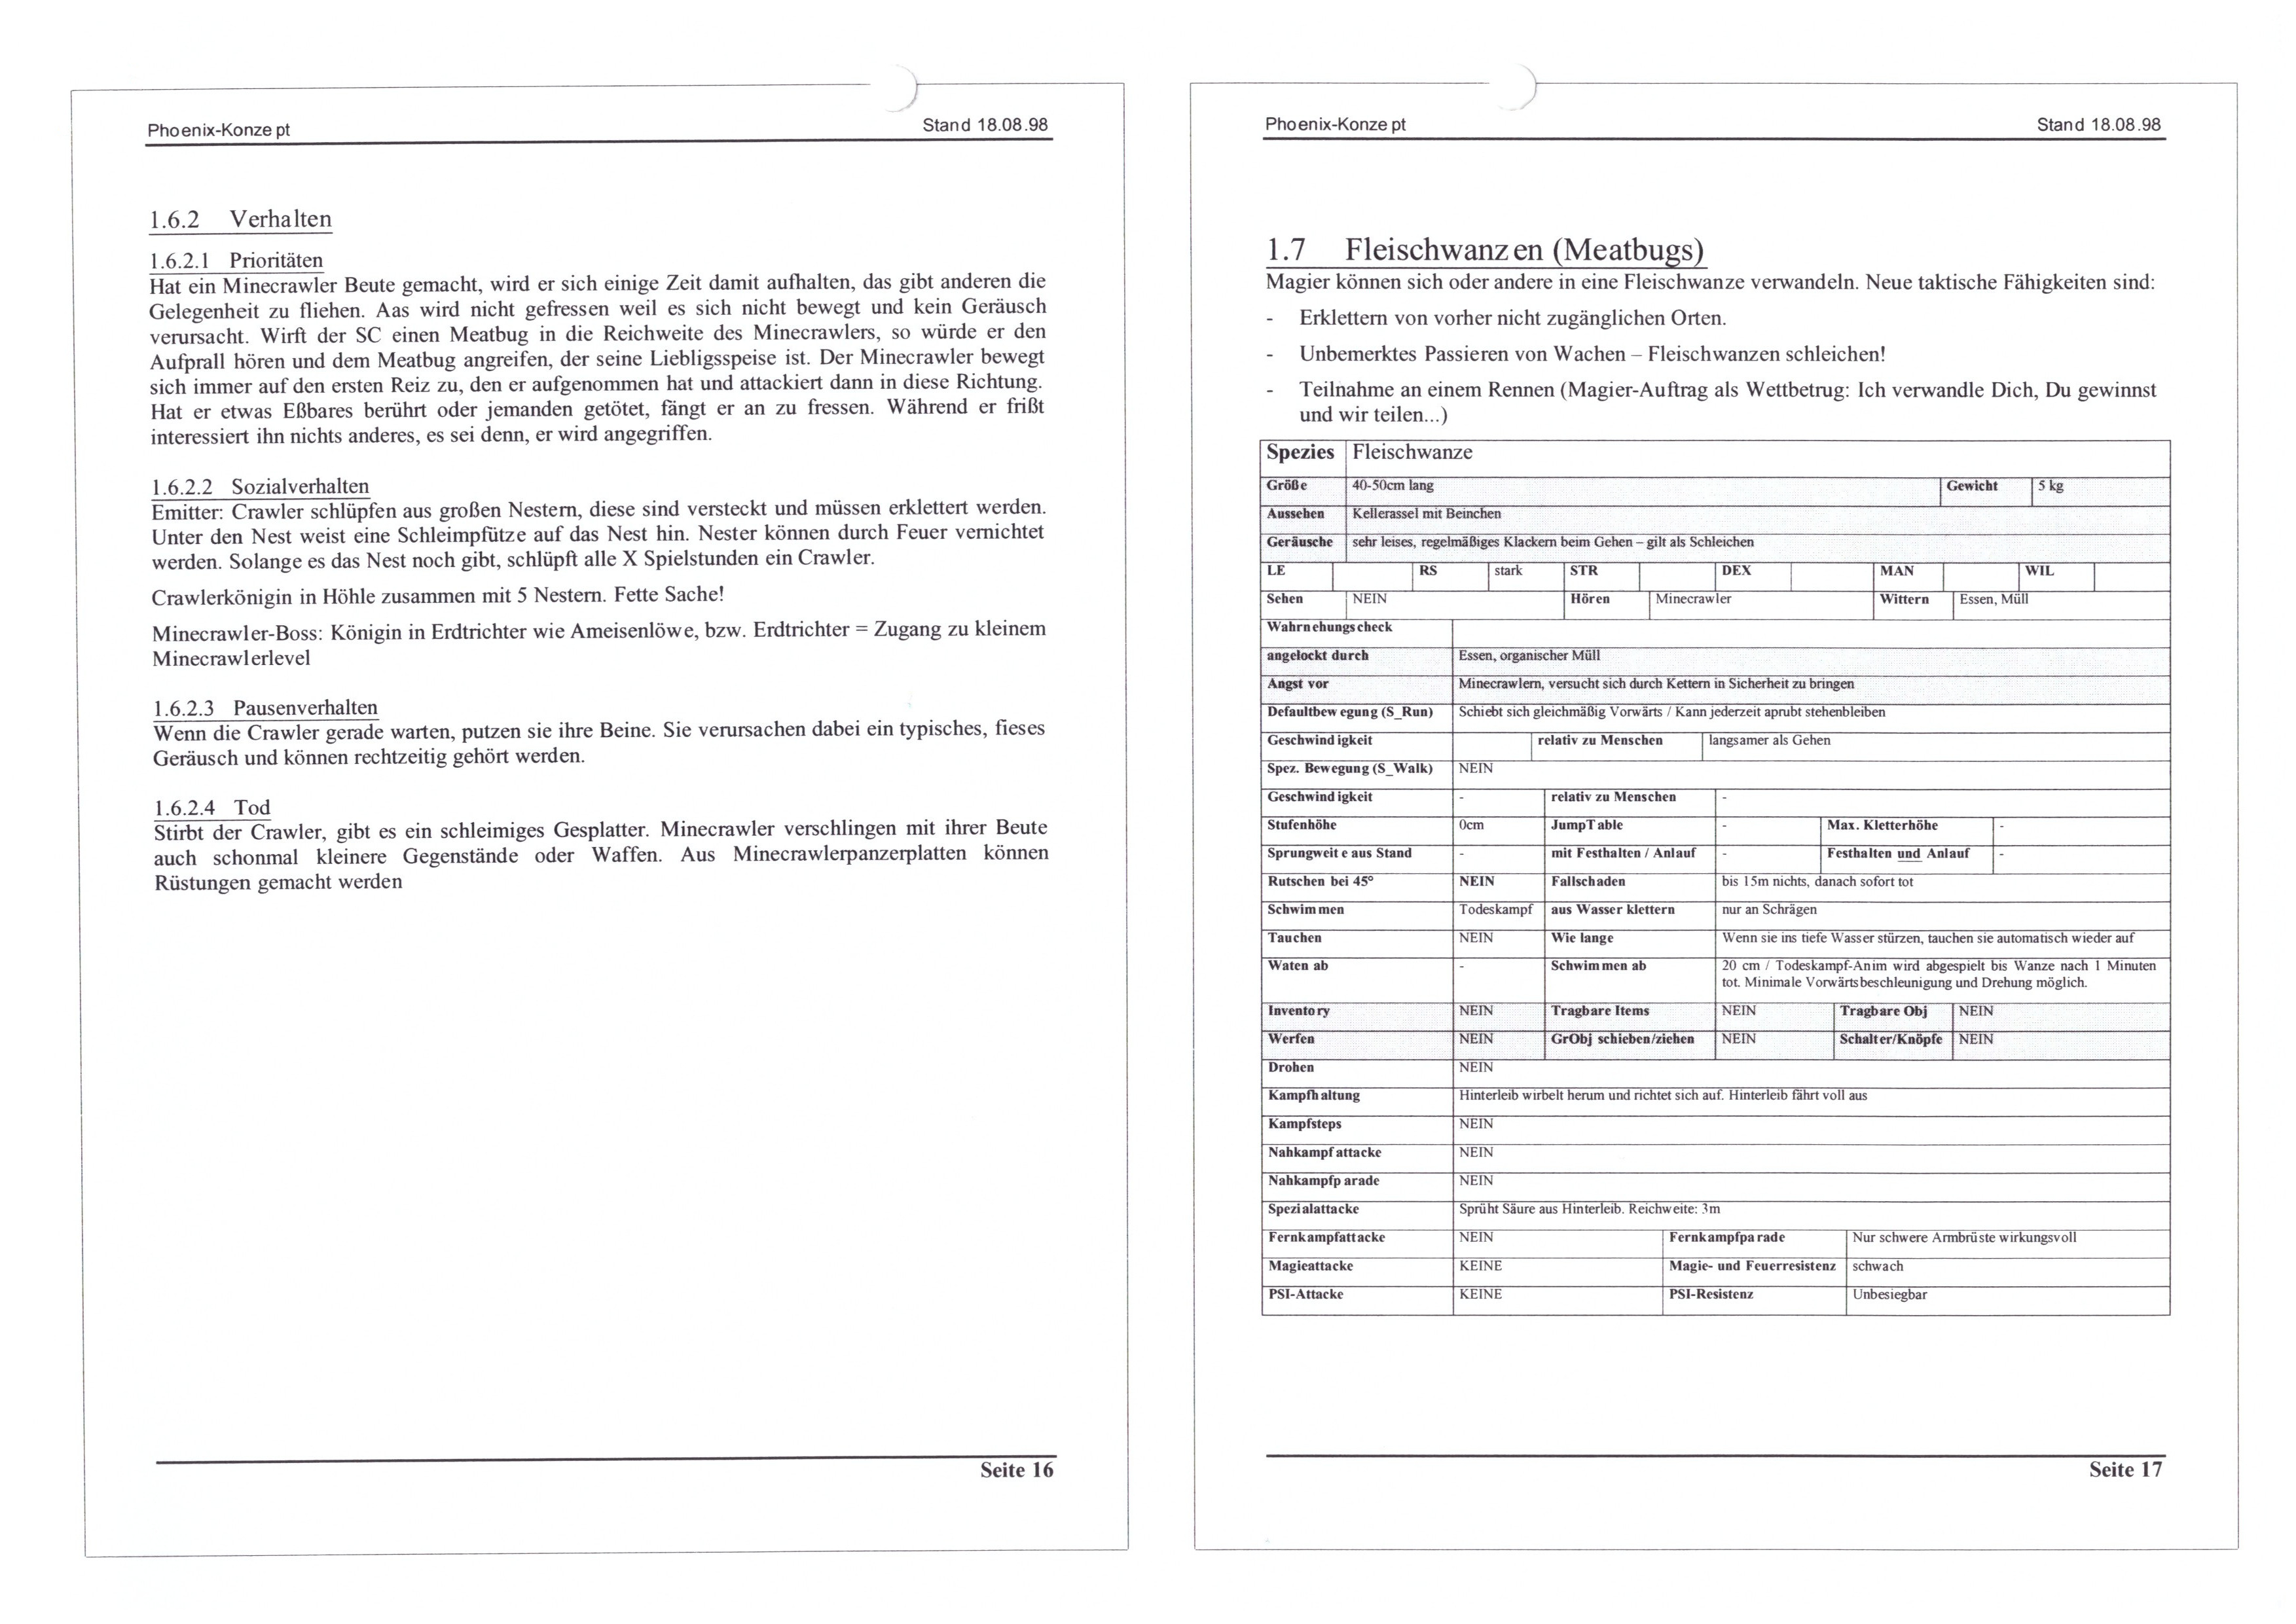 Phoenix-Konzept Stand 18.08.98
1.6.2 Verhalten
1.6.2.1 Prioritäten
Hat ein Minecrawler Beute gemacht, wird er sich einige Zeit damit aufhalten, das gibt anderen die
Gelegenheit zu fliehen. Aas wird nicht gefressen weil es sich nicht bewegt und kein Geräusch
verursacht. Wirft der SC einen Meatbug in die Reichweite des Minecrawlers, so würde er den
Aufprall hören und dem Meatbug angreifen, der seine Liebligsspeise ist. Der Minecrawler bewegt
sich immer auf den ersten Reiz zu, den er aufgenommen hat und attackiert dann in diese Richtung.
Hat er etwas Eßbares berührt oder jemanden getötet, fängt er an zu fressen. Während er frißt
interessiert ihn nichts anderes, es sei denn, er wird angegriffen.
1.6.2.2 Sozialverhalten
Emitter: Crawler schlüpfen aus großen Nestern, diese sind versteckt und müssen erklettert werden.
Unter den Nest weist eine Schleimpfütze auf das Nest hin. Nester können durch Feuer vernichtet
werden. Solange es das Nest noch gibt, schlüpft alle X Spielstunden ein Crawler.
Crawlerkönigin in Höhle zusammen mit 5 Nestern. Fette Sache!
Minecrawler-Boss: Königin in Erdtrichter wie Ameisenlöwe, bzw. Erdtrichter = Zugang zu kleinem
Minecrawlerlevel
1.6.2.3 Pausenverhalten
Wenn die Crawler gerade warten, putzen sie ihre Beine. Sie verursachen dabei ein typisches, fieses
Geräusch und können rechtzeitig gehört werden.
1.6.2.4 Tod
Stirbt der Crawler, gibt es ein schleimiges Gesplatter. Minecrawler verschlingen mit ihrer Beute
auch schonmal kleinere Gegenstände oder Waffen. Aus Minecrawlerpanzerplatten können
Rüstungen gemacht werden
Seite 16
Phoenix-Konzept Stand 18.08.98
1.7 Fleischwanzen (Meatbugs)
Magier können sich oder andere in eine Fleischwanze verwandeln. Neue taktische Fähigkeiten sind:
- Erklettern von vorher nicht zugänglichen Orten.
- Unbemerktes Passieren von Wachen – Fleischwanzen schleichen!
- Teilnahme an einem Rennen (Magier-Auftrag als Wettbetrug: Ich verwandle Dich, Du gewinnst
und wir teilen...)
Spezies Fleischwanze
Größe 40-50cm lang Gewicht 5 kg
Aussehen Kellerassel mit Beinchen
Geräusche sehr leises, regelmäßiges Klackern beim Gehen – gilt als Schleichen
LE RS stark STR DEX MAN WIL
Sehen NEIN Hören Minecrawler Wittern Essen, Müll
Wahrnehungscheck
angelockt durch Essen, organischer Müll
Angst vor Minecrawlern, versucht sich durch Kettern in Sicherheit zu bringen
Defaultbewegung (S_Run) Schiebt sich gleichmäßig Vorwärts / Kann jederzeit aprubt stehenbleiben
Geschwindigkeit relativ zu Menschen langsamer als Gehen
Spez. Bewegung (S_Walk) NEIN
Geschwindigkeit - relativ zu Menschen -
Stufenhöhe 0cm JumpTable - Max. Kletterhöhe -
Sprungweite aus Stand - mit Festhalten / Anlauf - Festhalten und Anlauf -
Rutschen bei 45° NEIN Fallschaden bis 15m nichts, danach sofort tot
Schwimmen Todeskampf aus Wasser klettern nur an Schrägen
Tauchen NEIN Wie lange Wenn sie ins tiefe Wasser stürzen, tauchen sie automatisch wieder auf
Waten ab - Schwimmen ab 20 cm / Todeskampf-Anim wird abgespielt bis Wanze nach 1 Minuten
tot. Minimale Vorwärtsbeschleunigung und Drehung möglich.
Inventory NEIN Tragbare Items NEIN Tragbare Obj NEIN
Werfen NEIN GrObj schieben/ziehen NEIN Schalter/Knöpfe NEIN
Drohen NEIN
Kampfhaltung Hinterleib wirbelt herum und richtet sich auf. Hinterleib fährt voll aus
Kampfsteps NEIN
Nahkampfattacke NEIN
Nahkampfparade NEIN
Spezialattacke Sprüht Säure aus Hinterleib. Reichweite: 3m
Fernkampfattacke NEIN Fernkampfparade Nur schwere Armbrüste wirkungsvoll
Magieattacke KEINE Magie- und Feuerresistenz schwach
PSI-Attacke KEINE PSI-Resistenz Unbesiegbar
Seite 17